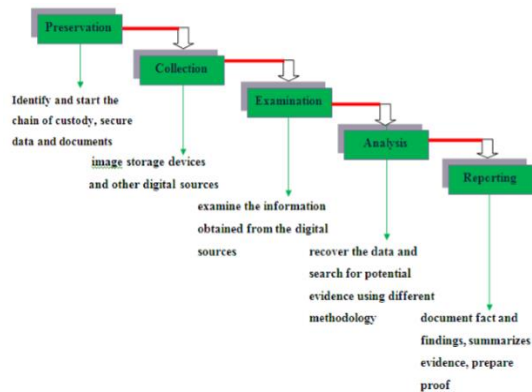 Preservation
Collection
Identify and start the
chain of custody, secure
data and documents
Examination
image storage devices
and other digital sources
Analysis
examine the information
obtained from the digital
sources
Reporting
recover the data and
search for potential
evidence using different
methodology
document fact and
findings, summarizes
evidence, prepare
proof